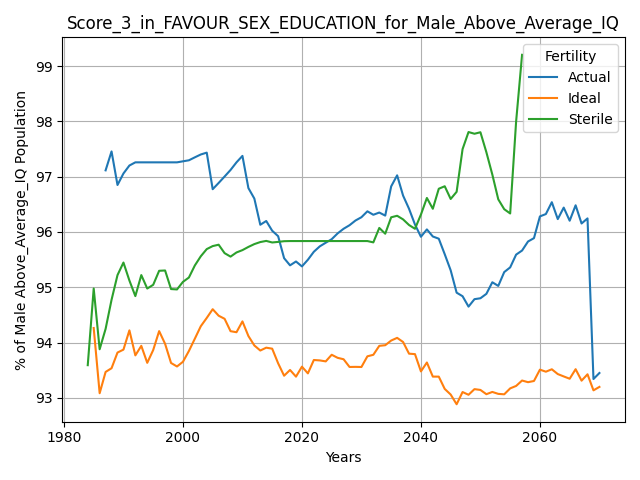 Score_3_in_FAVOUR_SEX_EDUCATION_for_Male_Above_Average_IQ
% of Male Above_Average_IQ Population
99
98
97
96
95
94
93
1980
2000
2020
2040
2060
Years
Fertility
Actual
Ideal
Sterile